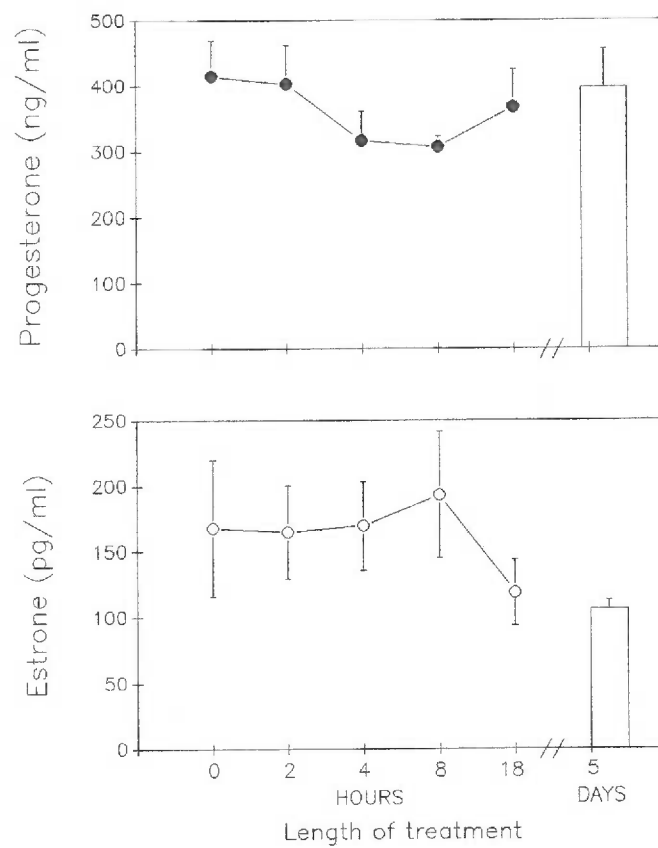 Progesterone (ng/ml)
500
400
300
200
100
0
Estrone (pg/ml)
250
200
150
100
50
0
0 2 4 8 18 5
HOURS DAYS
Length of treatment